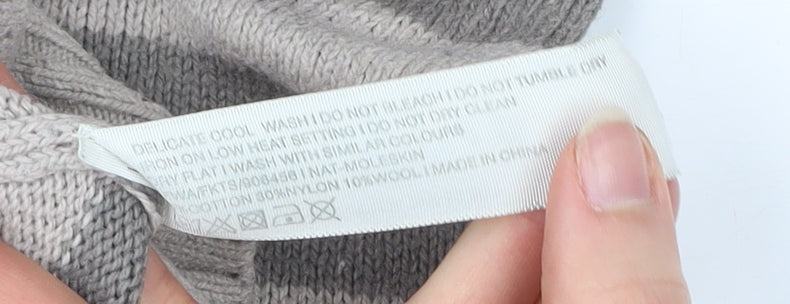 DELICATE COOL WASH | DO NOT BLEACH | DO NOT TUMBLE DRY
IRON ON LOW HEAT SETTING | DO NOT DRY CLEAN
DRY FLAT | WASH WITH SIMILAR COLOURS
| NAT-MOLESKIN
COTTON 30%NYLON 10%WOOL | MADE IN CHINA